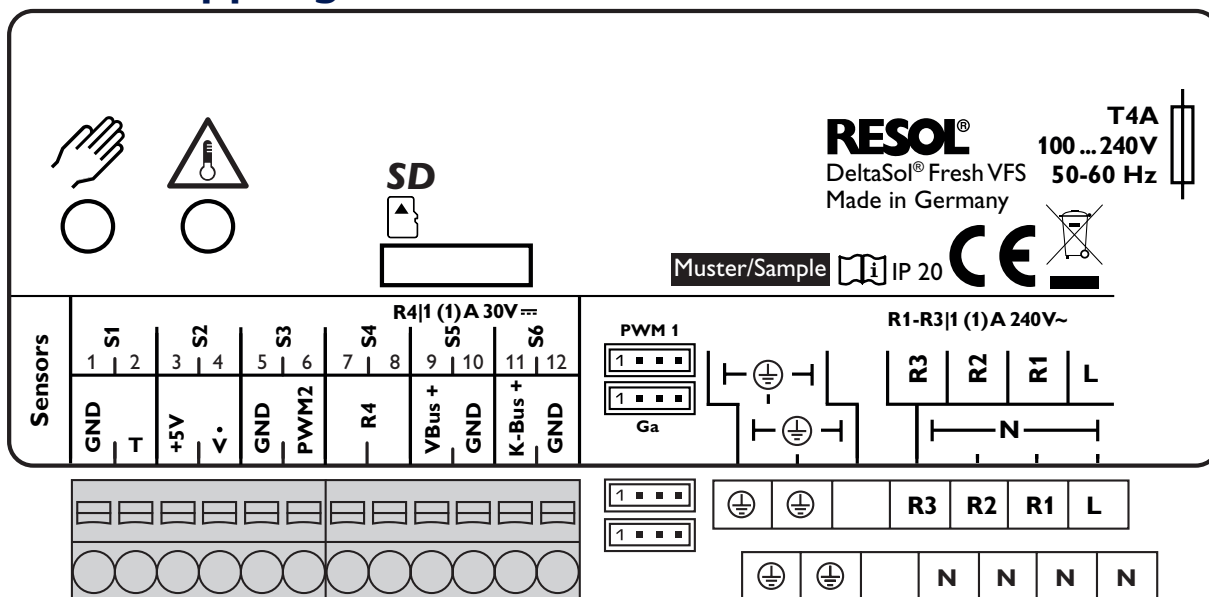 SD
RESOL®
DeltaSol® Fresh VFS
Made in Germany
T4A
100 ... 240 V
50-60 Hz
Muster/Sample
i
IP 20
CE
Sensors
R4|1 (1) A 30V
S1 S2 S3 S4 S5 S6
1 2 3 4 5 6 7 8 9 10 11 12
GND T +5V V̇ GND PWM2 R4 VBus + GND K-Bus + GND
PWM 1
1
1
Ga
R1-R3|1 (1) A 240V~
R3 R2 R1 L
N
1
1
R3 R2 R1 L
N N N N